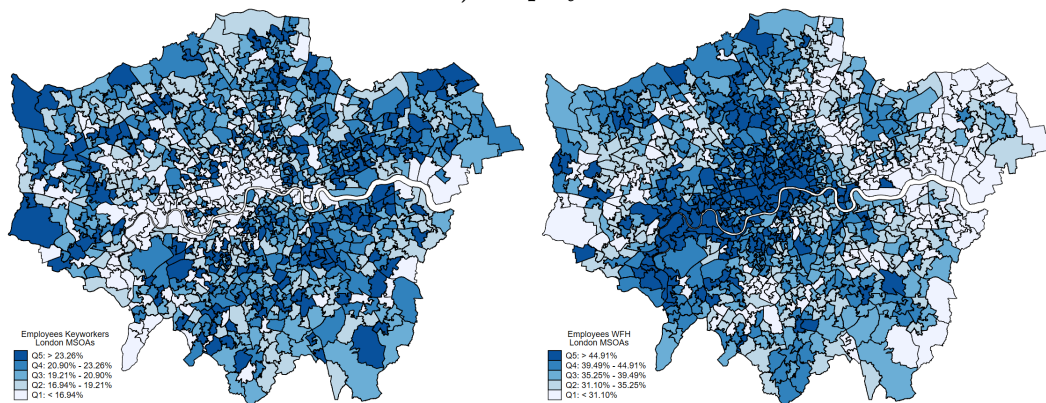 Employees Keyworkers
London MSOAs
Q5: > 23.26%
Q4: 20.90% - 23.26%
Q3: 19.21% - 20.90%
Q2: 16.94% - 19.21%
Q1: < 16.94%
Employees WFH
London MSOAs
Q5: > 44.91%
Q4: 39.49% - 44.91%
Q3: 35.25% - 39.49%
Q2: 31.10% - 35.25%
Q1: < 31.10%